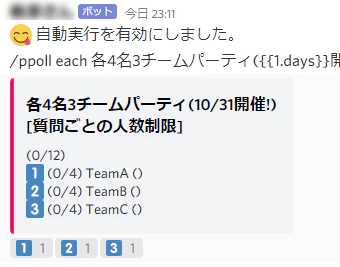 ボット 今日 23:11
😋自動実行を有効にしました。
/ppoll each 各4名3チームパーティ({{1.days}}開
各4名3チームパーティ(10/31開催!)
[質問ごとの人数制限]
(0/12)
1 (0/4) TeamA ()
2 (0/4) TeamB ()
3 (0/4) TeamC ()
1 1 2 1 3 1